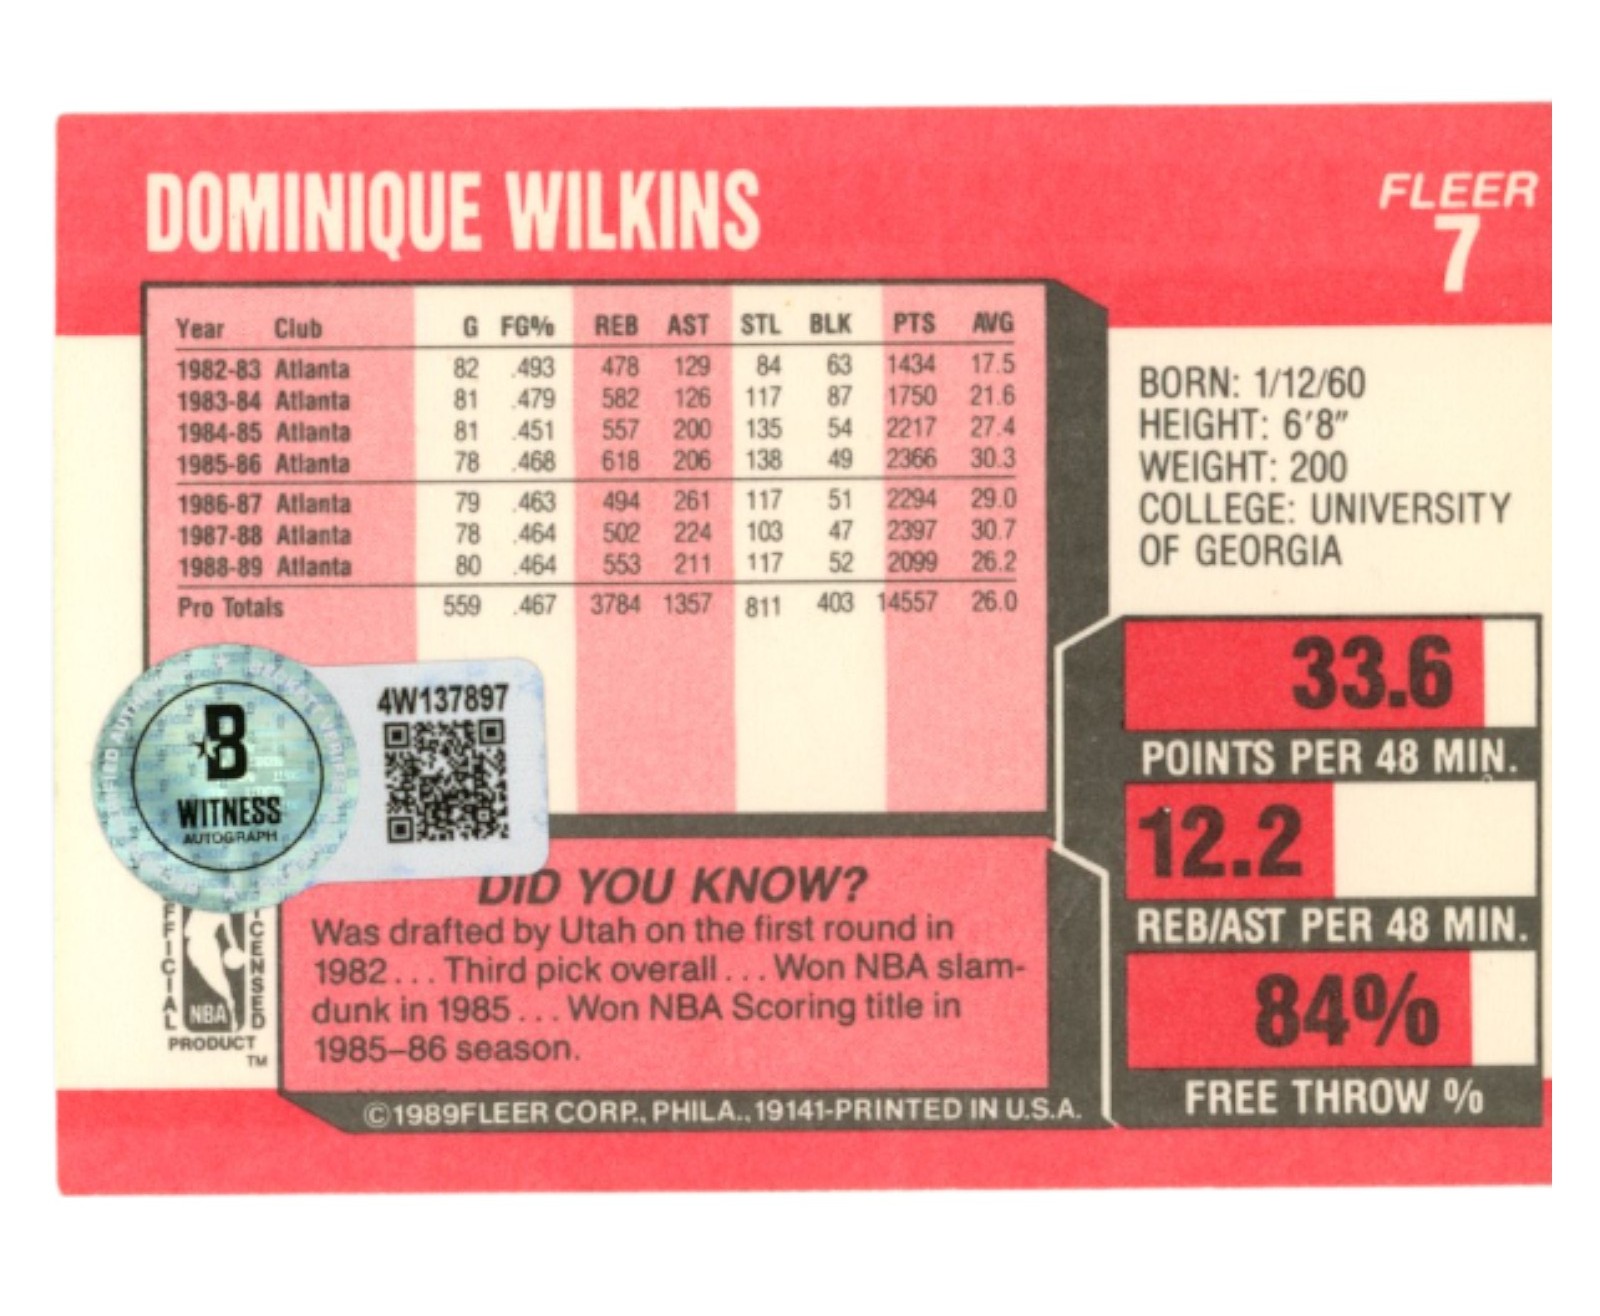 DOMINIQUE WILKINS
FLEER
7
Year Club G FG% REB AST STL BLK PTS AVG
1982-83 Atlanta 82 .493 478 129 84 63 1434 17.5
1983-84 Atlanta 81 .479 582 126 117 87 1750 21.6
1984-85 Atlanta 81 .451 557 200 135 54 2217 27.4
1985-86 Atlanta 78 .468 618 206 138 49 2366 30.3
1986-87 Atlanta 79 .463 494 261 117 51 2294 29.0
1987-88 Atlanta 78 .464 502 224 103 47 2397 30.7
1988-89 Atlanta 80 .464 553 211 117 52 2099 26.2
Pro Totals 559 .467 3784 1357 811 403 14557 26.0
BORN: 1/12/60
HEIGHT: 6'8"
WEIGHT: 200
COLLEGE: UNIVERSITY
OF GEORGIA
33.6
POINTS PER 48 MIN.
12.2
REB/AST PER 48 MIN.
84%
FREE THROW %
4W137897
B
WITNESS
AUTOGRAPH
DID YOU KNOW?
Was drafted by Utah on the first round in
1982... Third pick overall... Won NBA slam-
dunk in 1985... Won NBA Scoring title in
1985–86 season.
NBA
PRODUCT
TM
©1989FLEER CORP., PHILA., 19141-PRINTED IN U.S.A.